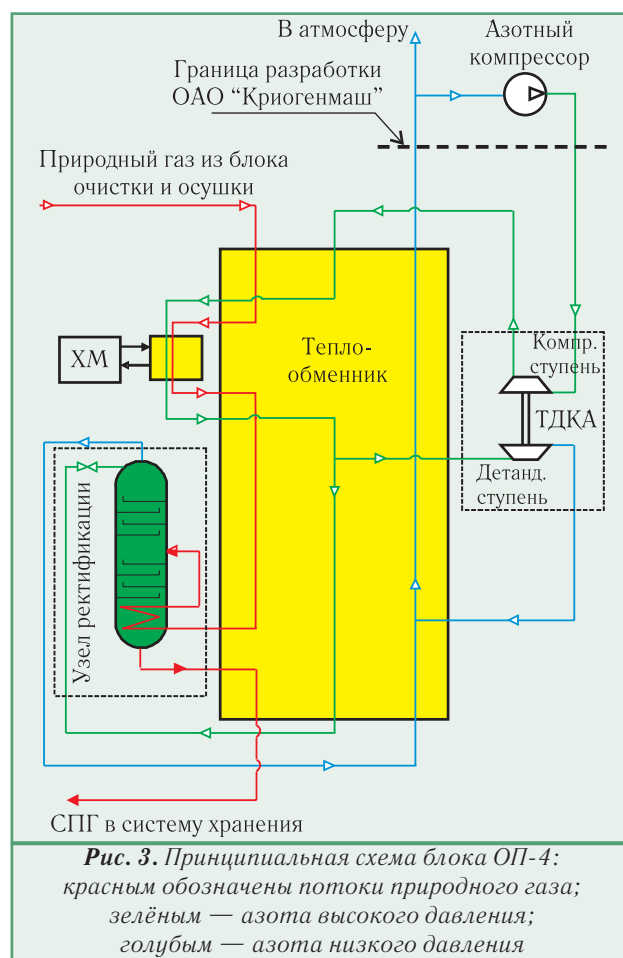 В атмосферу
Азотный
компрессор
Граница разработки
ОАО “Криогенмаш”
Природный газ из блока
очистки и осушки
ХМ
Тепло-
обменник
Компр.
ступень
ТДКА
Детанд.
ступень
Узел ректификации
СПГ в систему хранения
Рис. 3. Принципиальная схема блока ОП-4:
красным обозначены потоки природного газа;
зелёным — азота высокого давления;
голубым — азота низкого давления